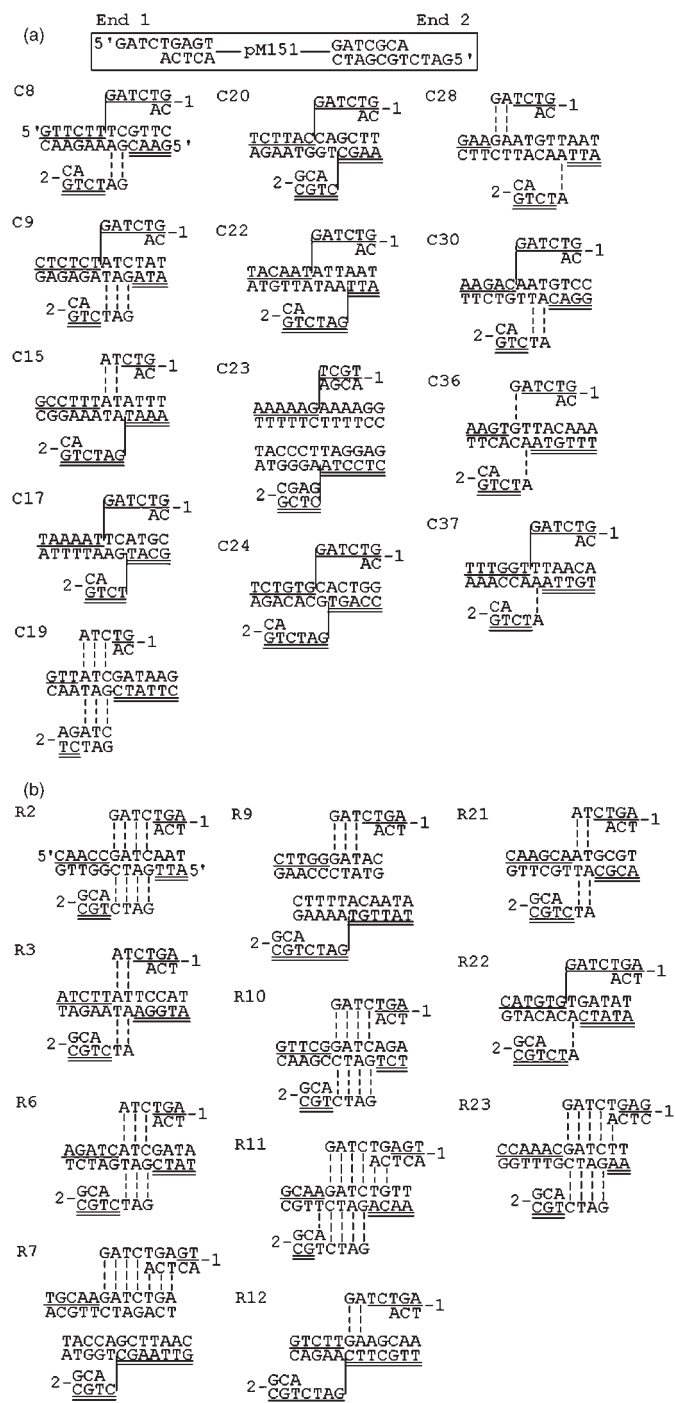 (a)
End 1 End 2
5'GATCTGAGT GATCGCA
ACTCA —pM151— CTAGCGTCTAG5'
C8
GATCTG-1
AC
5'GTTCTTTCGTTC
CAAGAAAGCAAG5'
2-CA
GTCTAG
C9
GATCTG-1
AC
CTCTCTATCTAT
GAGAGATAGATA
2-CA
GTCTAG
C15
ATCTG-1
AC
GCCTTTATATTT
CGGAAATATAAA
2-CA
GTCTAG
C17
GATCTG-1
AC
TAAAATTCATGC
ATTTTAAGTACG
2-CA
GTCT
C19
ATCTG-1
AC
GTTATCGATAAG
CAATAGCTATTC
2-AGATC
TCTAG
C20
GATCTG-1
AC
TCTTACCAGCTT
AGAATGGTCGAA
2-GCA
CGTC
C22
GATCTG-1
AC
TACAATATTAAT
ATGTTATAATTA
2-CA
GTCTAG
C23
TCGT-1
AGCA
AAAAAGAAAAGG
TTTTTCTTTTCC
TACCCTTAGGAG
ATGGGAATCCTC
2-CGAG
GCTC
C24
GATCTG-1
AC
TCTGTGCACTGG
AGACACGTGACC
2-CA
GTCTAG
C28
GATCTG-1
AC
GAAGAATGTTAAT
CTTCTTACAATTA
2-CA
GTCTA
C30
GATCTG-1
AC
AAGACAATGTCC
TTCTGTTACAGG
2-CA
GTCTA
C36
GATCTG-1
AC
AAGTGTTACAAA
TTCACAATGTTT
2-CA
GTCTA
C37
GATCTG-1
AC
TTTGGTTTAACA
AAACCAAATTGT
2-CA
GTCTA
(b)
R2
GATCTGA-1
ACT
5'CAACCGATCAAT
GTTGGCTAGTTA5'
2-GCA
CGTCTAG
R3
ATCTGA-1
ACT
ATCTTATTCCAT
TAGAATAAGGTA
2-GCA
CGTCTA
R6
ATCTGA-1
ACT
AGATCATCGATA
TCTAGTAGCTAT
2-GCA
CGTCTAG
R7
GATCTGAGT-1
ACTCA
TGCAAGATCTGA
ACGTTCTAGACT
TACCAGCTTAAC
ATGGTCGAATTG
2-GCA
CGTC
R9
GATCTGA-1
ACT
CTTGGGATAC
GAACCCTATG
CTTTTACAATA
GAAAATGTTAT
2-GCA
CGTCTAG
R10
GATCTGA-1
ACT
GTTCGGATCAGA
CAAGCCTAGTCT
2-GCA
CGTCTAG
R11
GATCTGAGT-1
ACTCA
GCAAGATCTGTT
CGTTCTAGACAA
2-GCA
CGTCTAG
R12
GATCTGA-1
ACT
GTCTTGAAGCAA
CAGAACTTCGTT
2-GCA
CGTCTAG
R21
ATCTGA-1
ACT
CAAGCAATGCGT
GTTCGTTACGCA
2-GCA
CGTCTA
R22
GATCTGA-1
ACT
CATGTGTGATAT
GTACACACTATA
2-GCA
CGTCTA
R23
GATCTGAG-1
ACTC
CCAAACGATCTT
GGTTTGCTAGAA
2-GCA
CGTCTAG